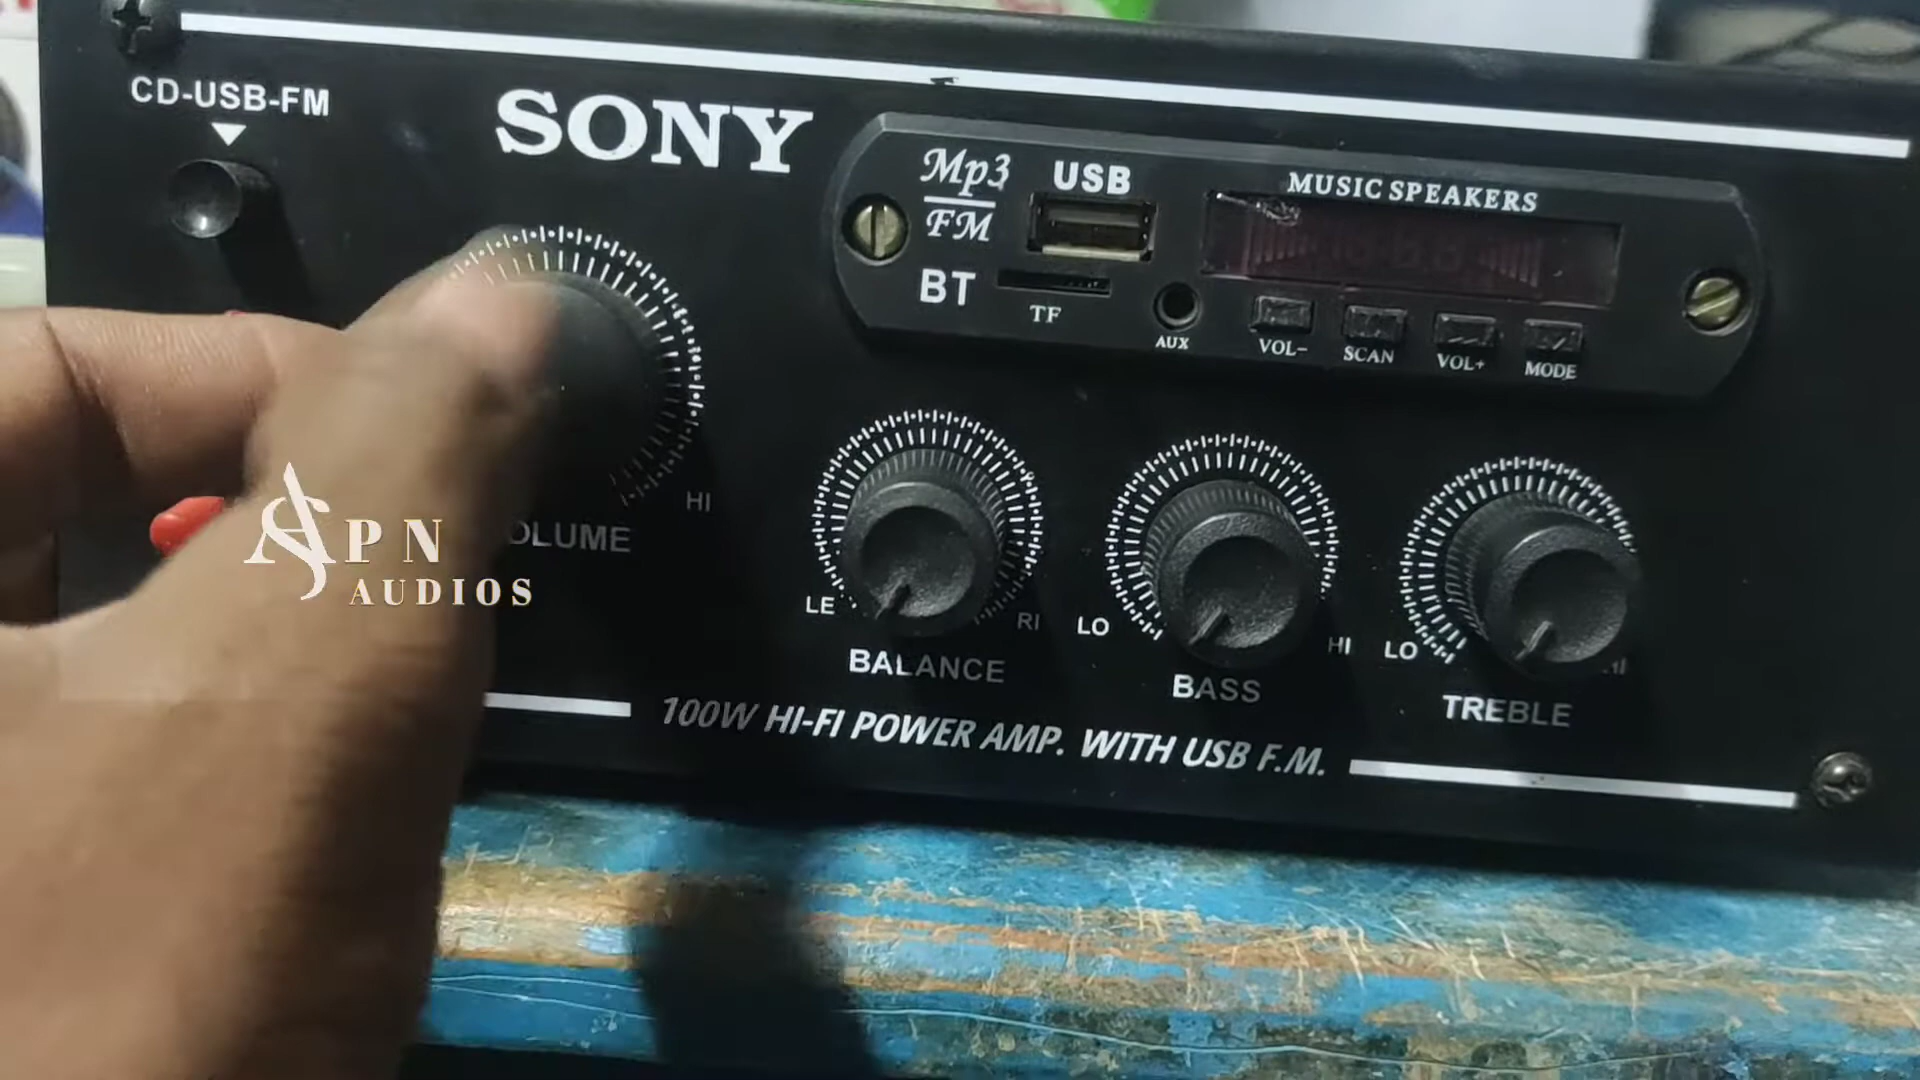 CD-USB-FM
SONY
Mp3
FM
BT
USB
TF
AUX
MUSIC SPEAKERS
VOL-
SCAN
VOL+
MODE
HI
OLUME
LE
RI
BALANCE
LO
HI
BASS
LO
TREBLE
100W HI-FI POWER AMP. WITH USB F.M.
APN
AUDIOS